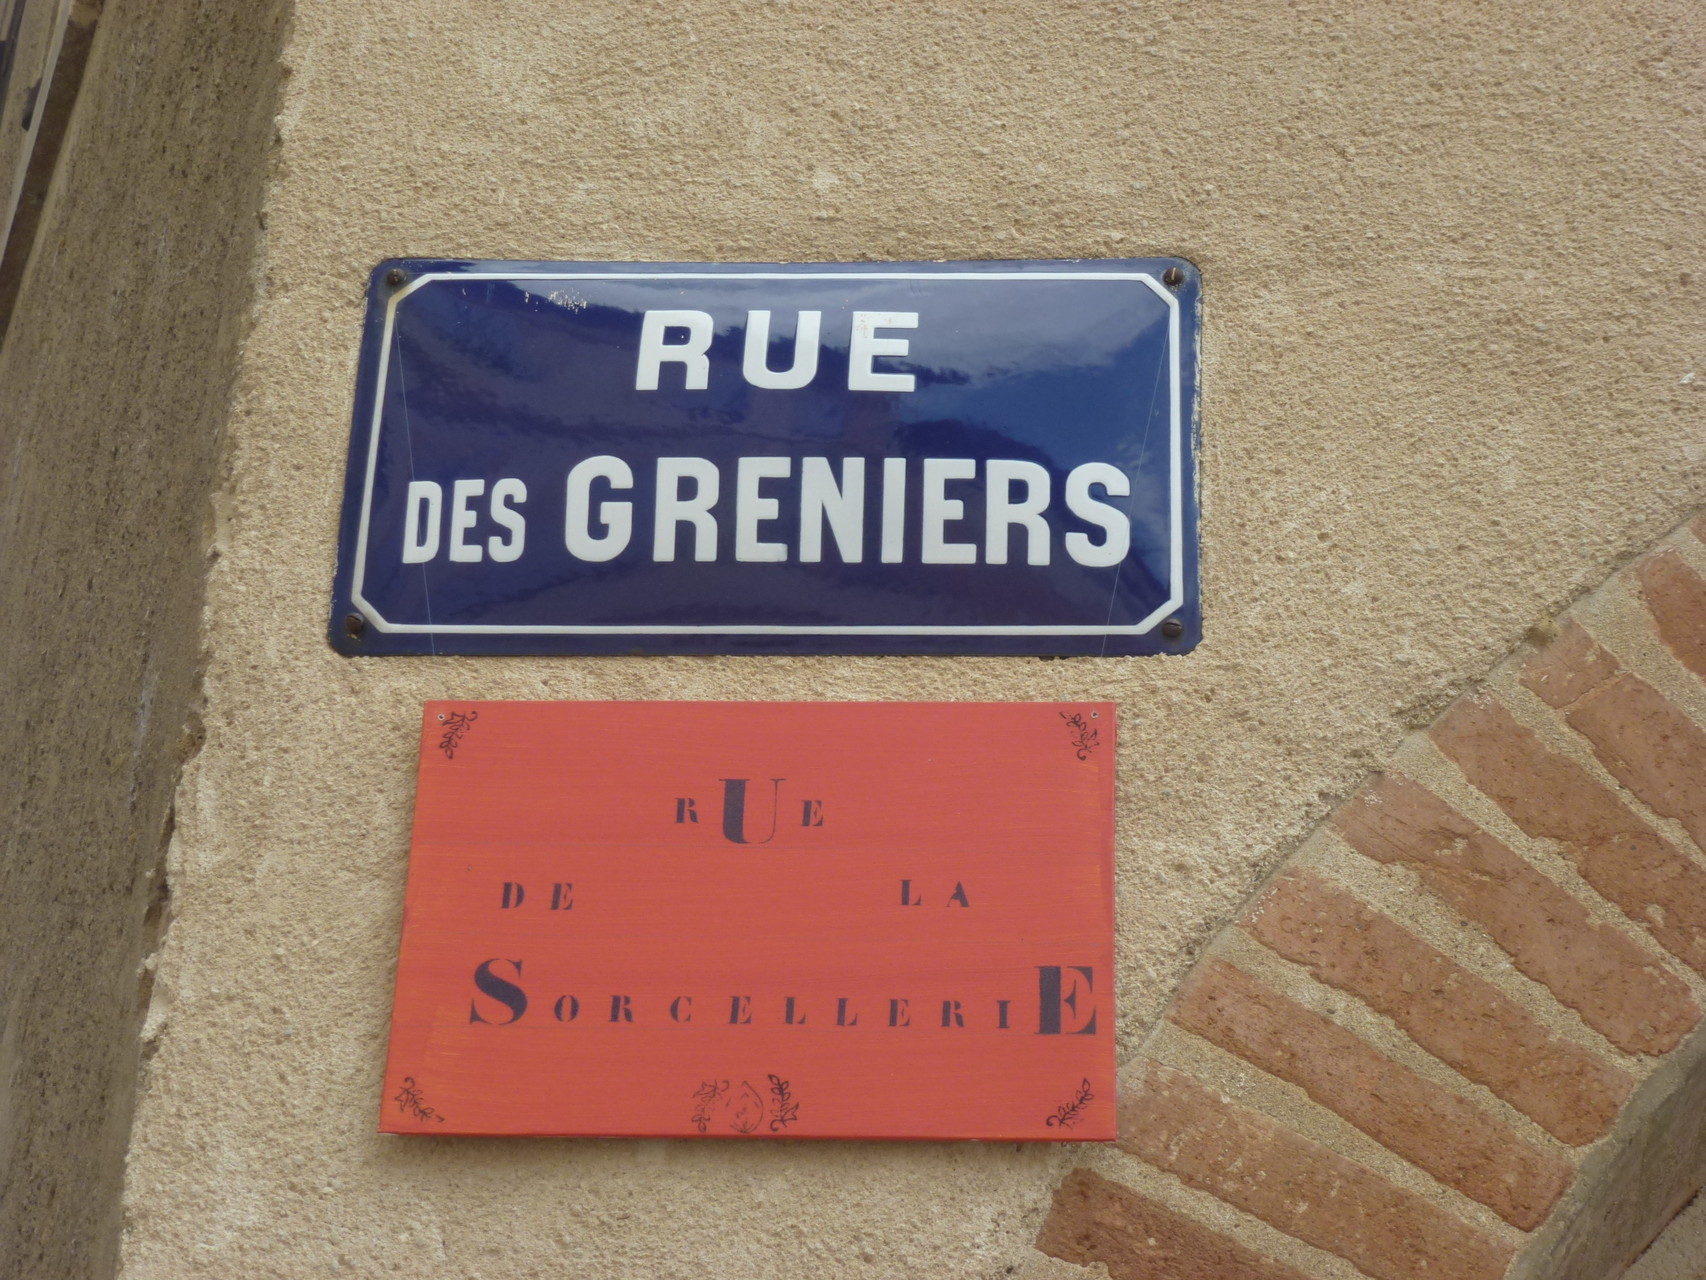 RUE
DES GRENIERS
RUE
DE LA
SORCELLERIE